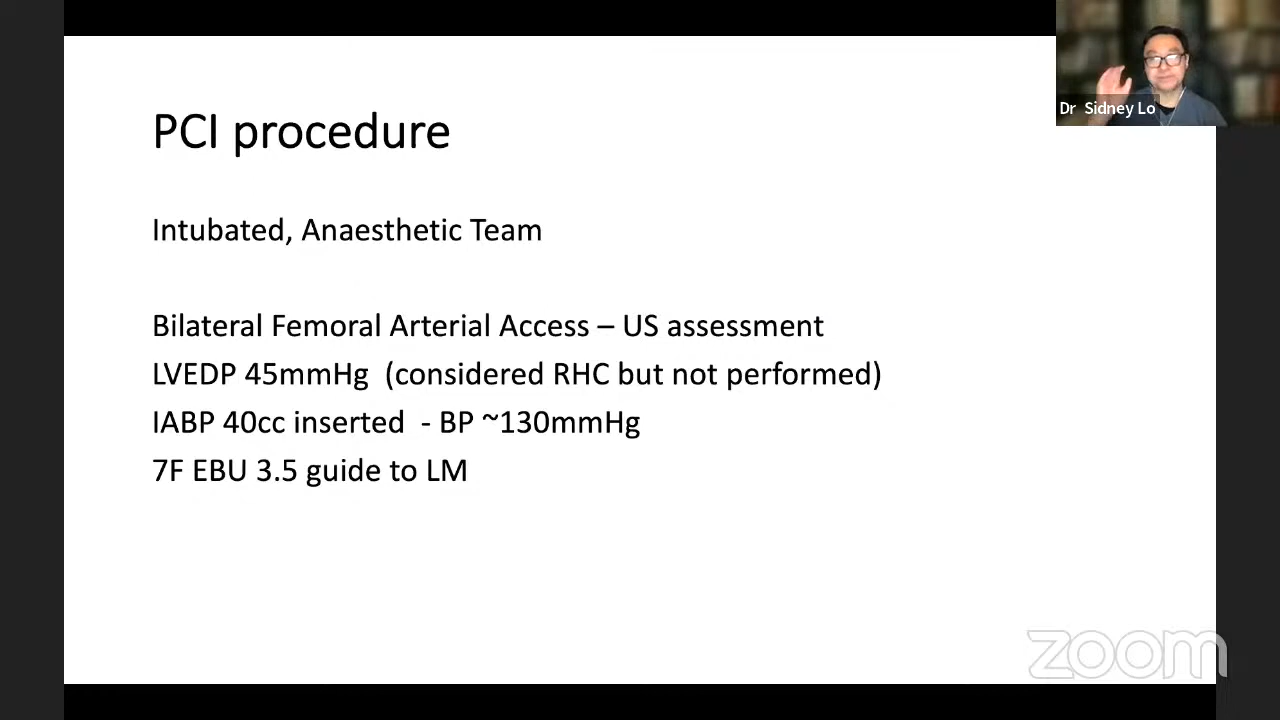 Dr Sidney Lo
PCI procedure
Intubated, Anaesthetic Team
Bilateral Femoral Arterial Access – US assessment
LVEDP 45mmHg  (considered RHC but not performed)
IABP 40cc inserted  - BP ~130mmHg
7F EBU 3.5 guide to LM
zoom